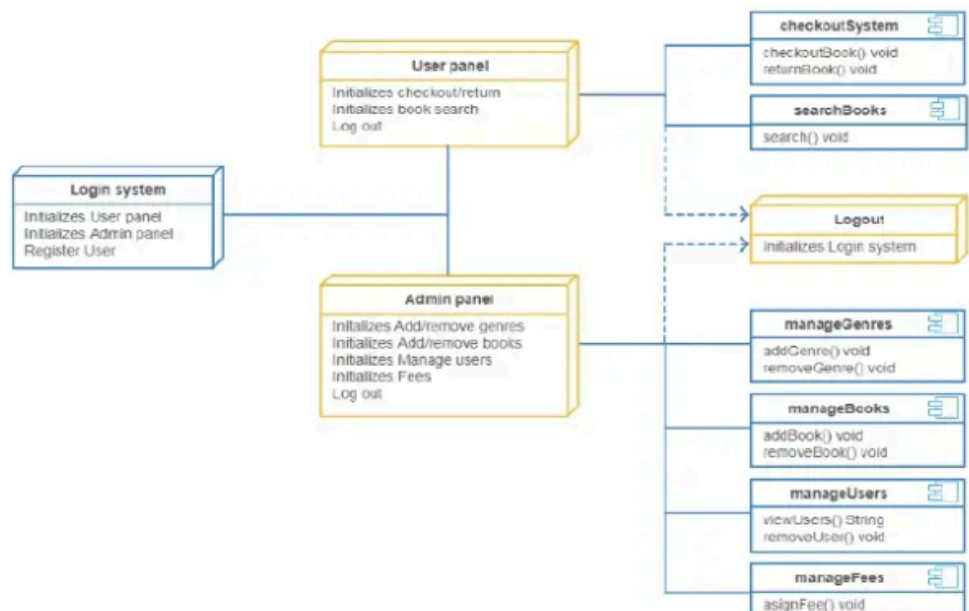 Login system
Initializes User panel
Initializes Admin panel
Register User
User panel
Initializes checkout/return
Initializes book search
Log out
Admin panel
Initalizes Add/remove genres
Initializes Add/remove books
Initializes Manage users
Initializes Fees
Log out
checkoutSystem
checkoutBook() void
returnBook() void
searchBooks
search() void
Logout
Initializes Login system
manageGenres
addGenre() void
removeGenre() void
manageBooks
addBook() void
removeBook() void
manageUsers
viewUsers() String
removeUser() void
manageFees
asignFee() void